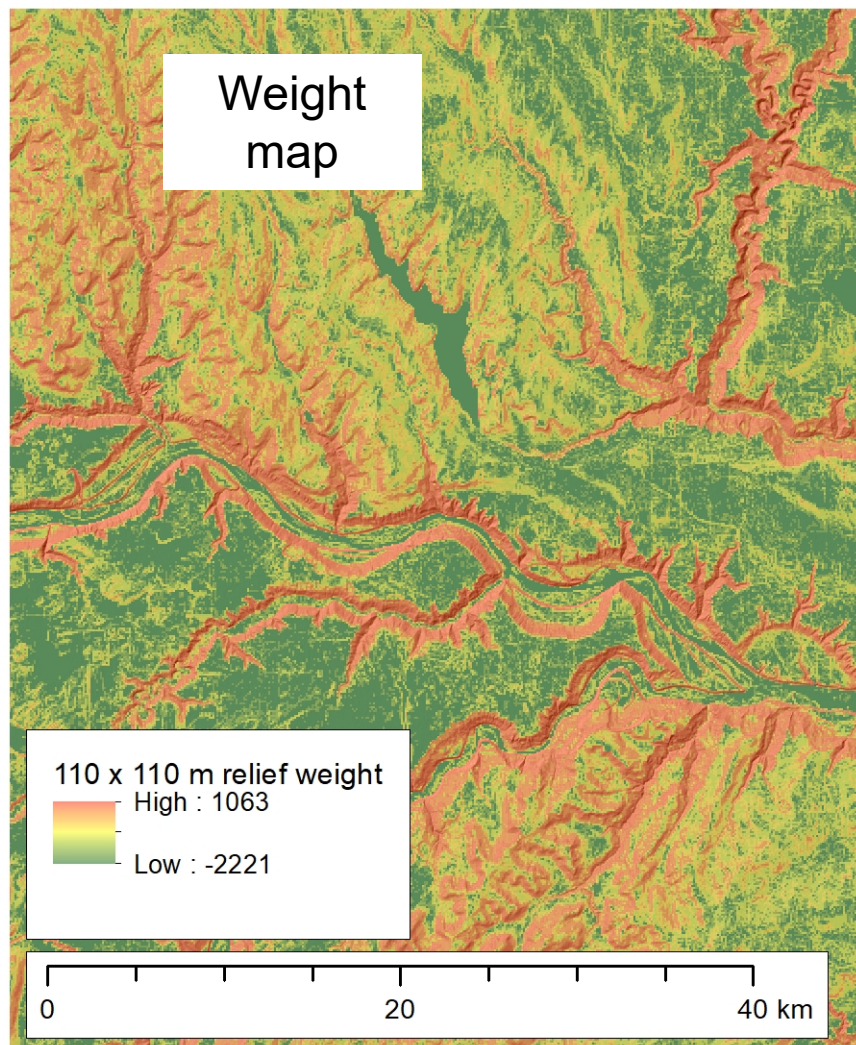 Weight
map
110 x 110 m relief weight
High : 1063
Low : -2221
0 20 40 km